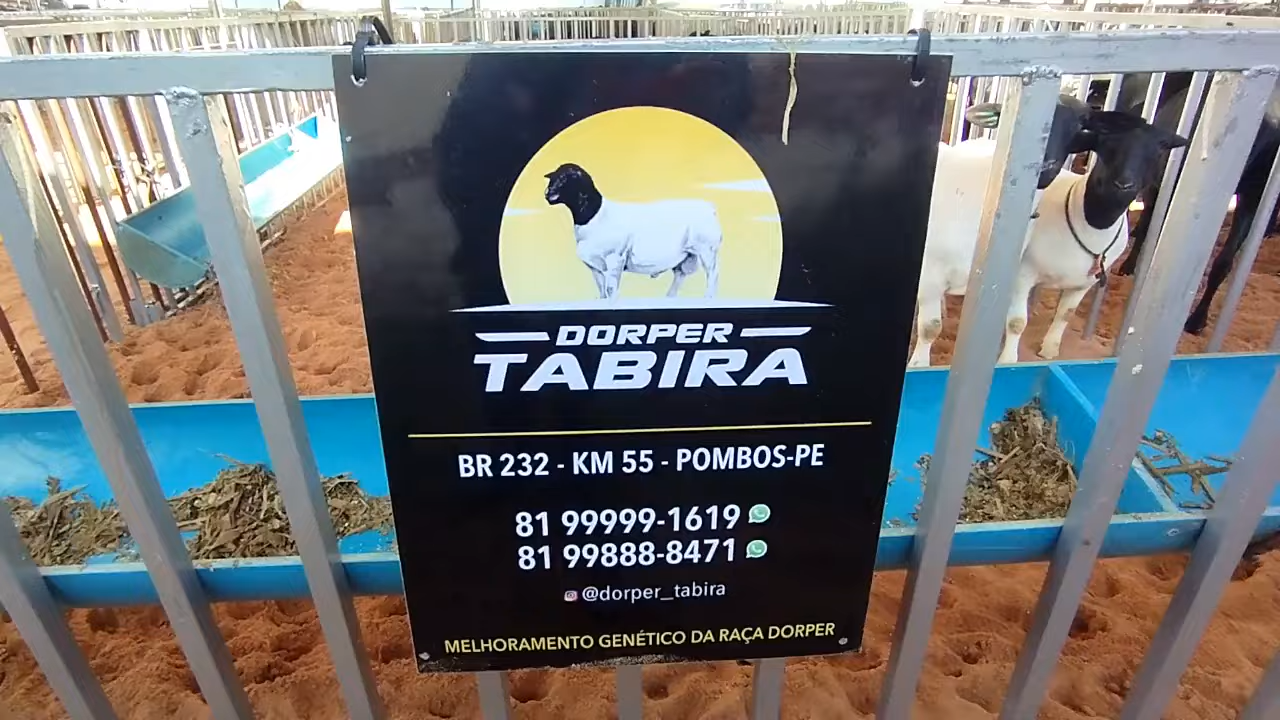 DORPER
TABIRA
BR 232 - KM 55 - POMBOS-PE
81 99999-1619
81 99888-8471
@dorper_tabira
MELHORAMENTO GENÉTICO DA RAÇA DORPER